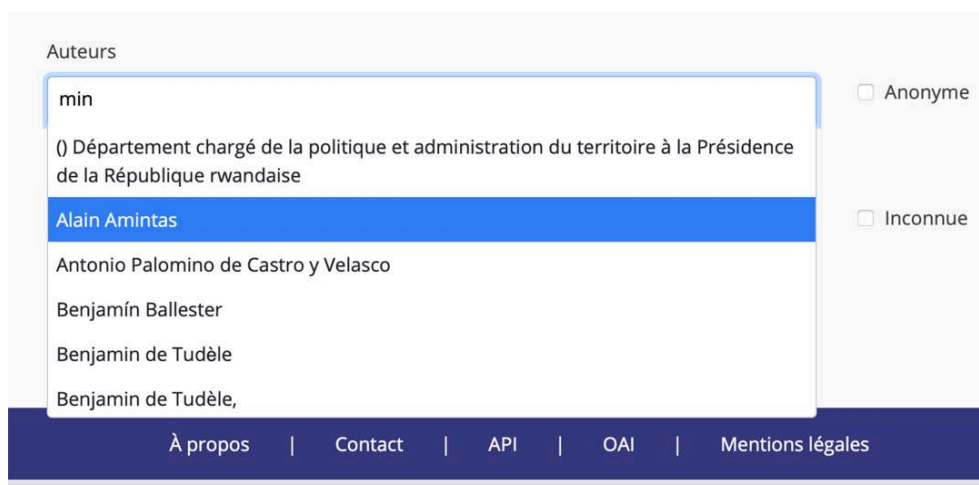 Auteurs
min
Anonyme
() Département chargé de la politique et administration du territoire à la Présidence
de la République rwandaise
Alain Amintas
Inconnue
Antonio Palomino de Castro y Velasco
Benjamín Ballester
Benjamin de Tudèle
Benjamin de Tudèle,
À propos | Contact | API | OAI | Mentions légales